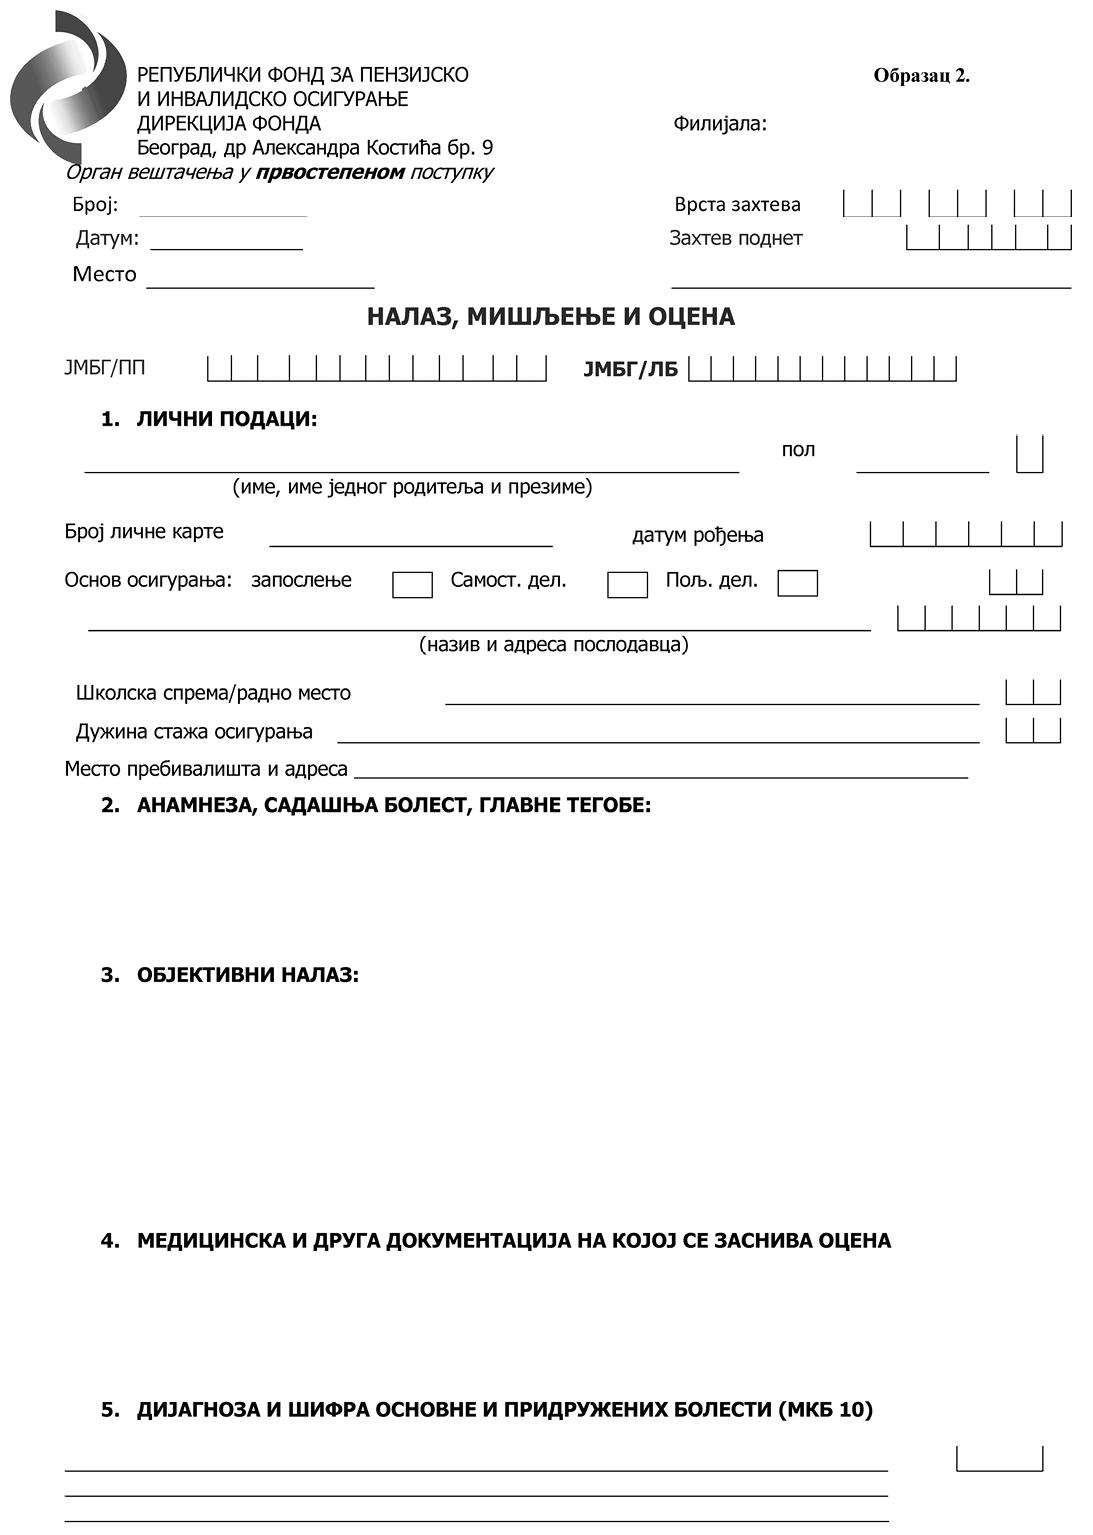 РЕПУБЛИЧКИ ФОНД ЗА ПЕНЗИЈСКО
И ИНВАЛИДСКО ОСИГУРАЊЕ
ДИРЕКЦИЈА ФОНДА
Београд, др Александра Костића бр. 9
Орган вештачења у првостепеном поступку
Образац 2.
Филијала:
Број:
Врста захтева
Датум:
Захтев поднет
Место
НАЛАЗ, МИШЉЕЊЕ И ОЦЕНА
ЈМБГ/ПП ЈМБГ/ЛБ
1. ЛИЧНИ ПОДАЦИ:
пол
(име, име једног родитеља и презиме)
Број личне карте датум рођења
Основ осигурања: запослење Самост. дел. Пољ. дел.
(назив и адреса послодавца)
Школска спрема/радно место
Дужина стажа осигурања
Место пребивалишта и адреса
2. АНАМНЕЗА, САДАШЊА БОЛЕСТ, ГЛАВНЕ ТЕГОБЕ:
3. ОБЈЕКТИВНИ НАЛАЗ:
4. МЕДИЦИНСКА И ДРУГА ДОКУМЕНТАЦИЈА НА КОЈОЈ СЕ ЗАСНИВА ОЦЕНА
5. ДИЈАГНОЗА И ШИФРА ОСНОВНЕ И ПРИДРУЖЕНИХ БОЛЕСТИ (МКБ 10)